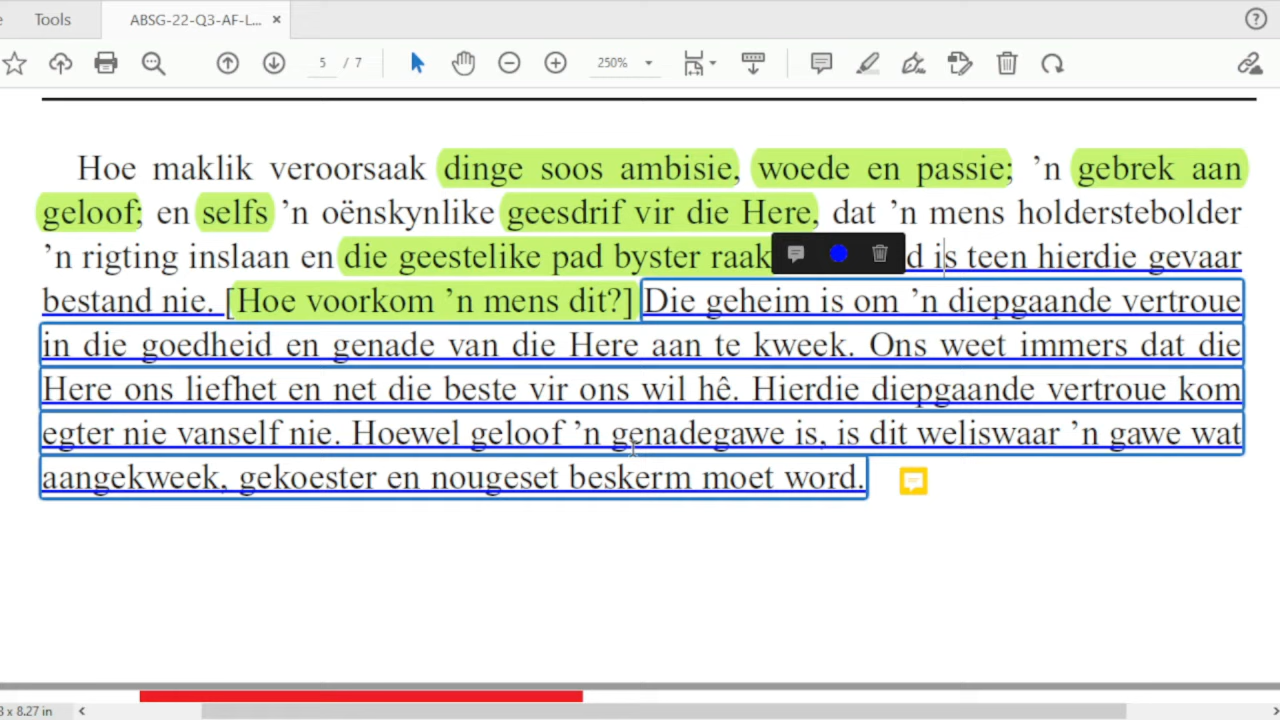 Tools
ABSG-22-Q3-AF-L... ×
5 / 7
250%
Hoe maklik veroorsaak dinge soos ambisie, woede en passie; ’n gebrek aan
geloof; en selfs ’n oënskynlike geesdrif vir die Here, dat ’n mens holderstebolder
’n rigting inslaan en die geestelike pad byster raak d is teen hierdie gevaar
bestand nie. [Hoe voorkom ’n mens dit?] Die geheim is om ’n diepgaande vertroue
in die goedheid en genade van die Here aan te kweek. Ons weet immers dat die
Here ons liefhet en net die beste vir ons wil hê. Hierdie diepgaande vertroue kom
egter nie vanself nie. Hoewel geloof ’n genadegawe is, is dit weliswaar ’n gawe wat
aangekweek, gekoester en nougeset beskerm moet word.
x 8.27 in